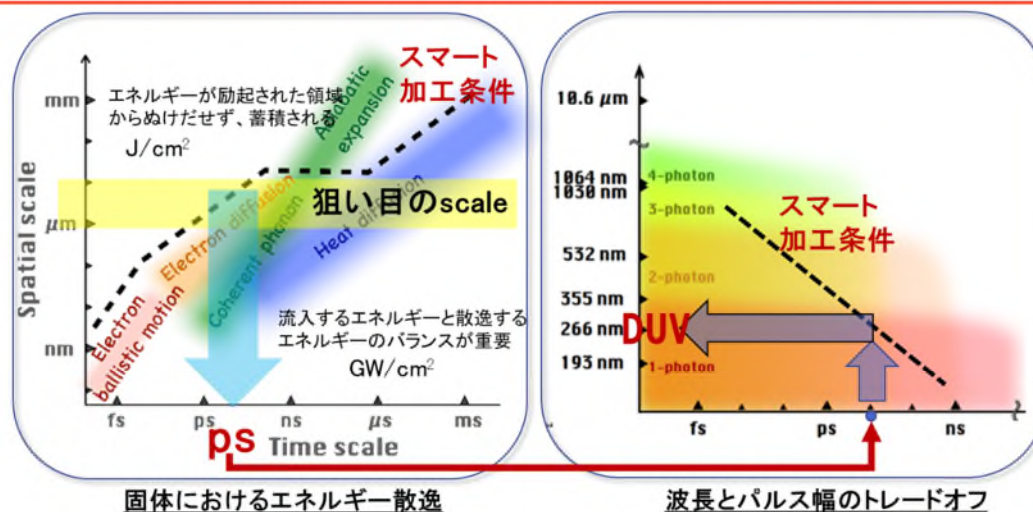 スマート
加工条件
mm
エネルギーが励起された領域
からぬけだせず、蓄積される
J/cm²
Adiabatic
expansion
狙い目のscale
Spatial scale
μm
Electron diffusion
Coherent phonon
Heat diffusion
Electron
ballistic motion
流入するエネルギーと散逸する
エネルギーのバランスが重要
GW/cm²
nm
fs
ps
ns
μs
ms
ps
Time scale
固体におけるエネルギー散逸
10.6 μm
1064 nm
1030 nm
4-photon
3-photon
スマート
加工条件
532 nm
2-photon
355 nm
266 nm
DUV
193 nm
1-photon
fs
ps
ns
波長とパルス幅のトレードオフ